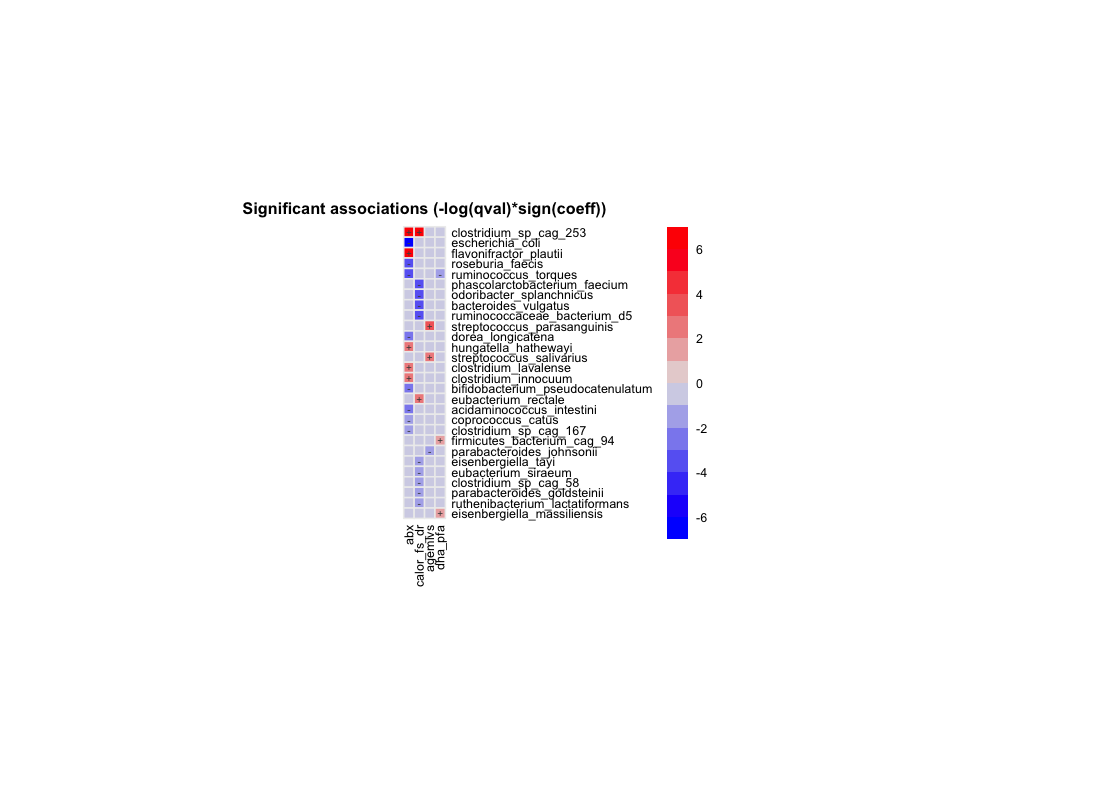 Significant associations (-log(qval)*sign(coeff))
+ + clostridium_sp_cag_253
- escherichia_coli
+ flavonifractor_plautii
- roseburia_faecis
- - ruminococcus_torques
- phascolarctobacterium_faecium
- odoribacter_splanchnicus
- bacteroides_vulgatus
- ruminococcaceae_bacterium_d5
+ streptococcus_parasanguinis
- dorea_longicatena
+ hungatella_hathewayi
+ streptococcus_salivarius
+ clostridium_lavalense
+ clostridium_innocuum
- bifidobacterium_pseudocatenulatum
+ eubacterium_rectale
- acidaminococcus_intestini
- coprococcus_catus
- clostridium_sp_cag_167
+ firmicutes_bacterium_cag_94
- parabacteroides_johnsonii
- eisenbergiella_tayi
- eubacterium_siraeum
- clostridium_sp_cag_58
- parabacteroides_goldsteinii
- ruthenibacterium_lactatiformans
+ eisenbergiella_massiliensis
abx
calor_fs_dr
agemlvs
dha_pfa
6
4
2
0
-2
-4
-6